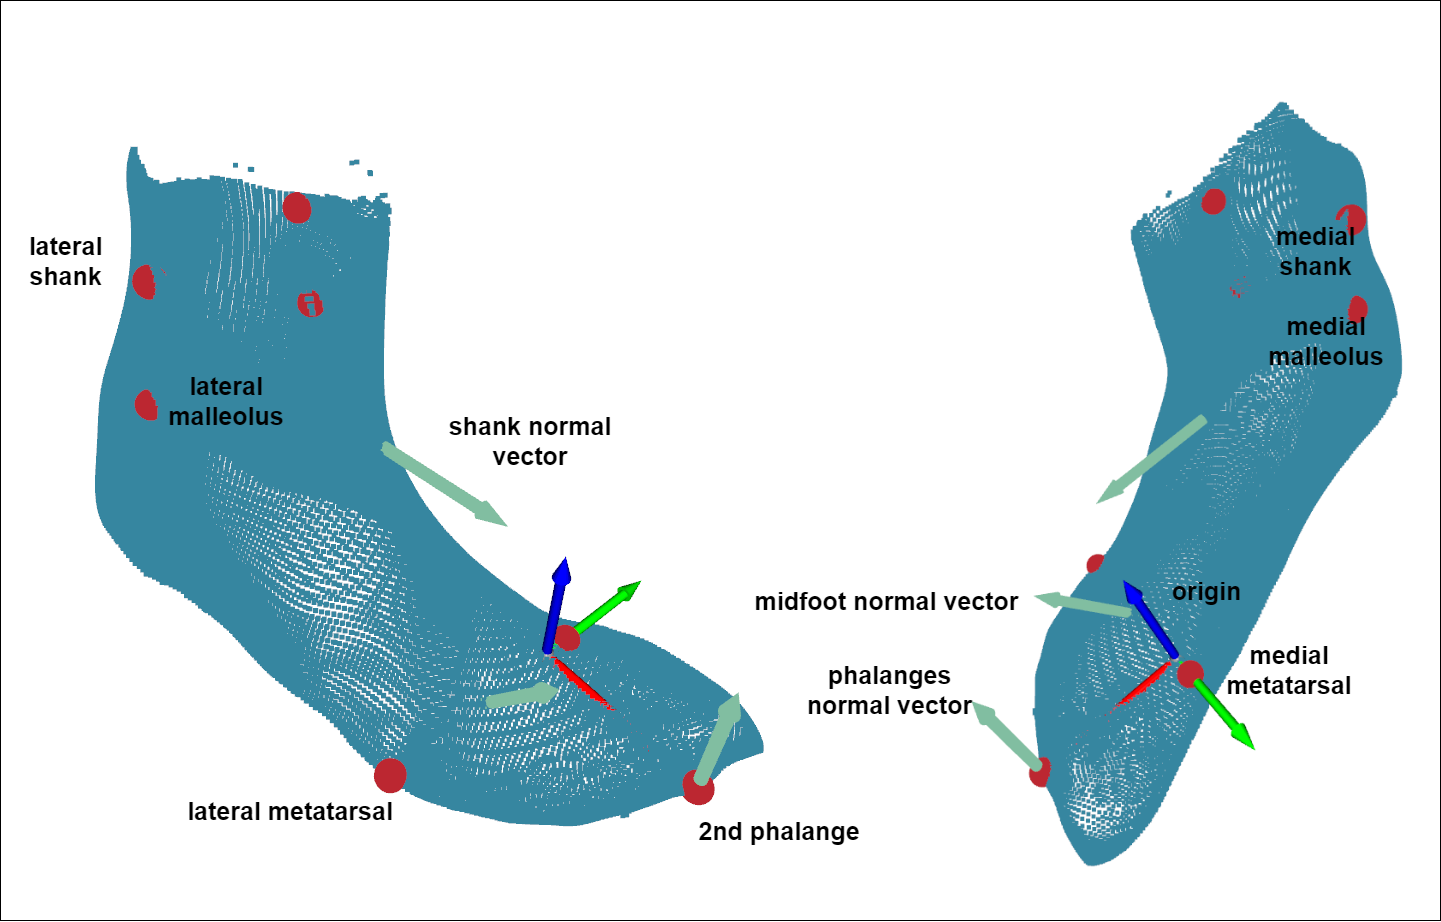 lateral
shank
lateral
malleolus
shank normal
vector
lateral metatarsal
2nd phalange
medial
shank
medial
malleolus
midfoot normal vector
origin
phalanges
normal vector
medial
metatarsal